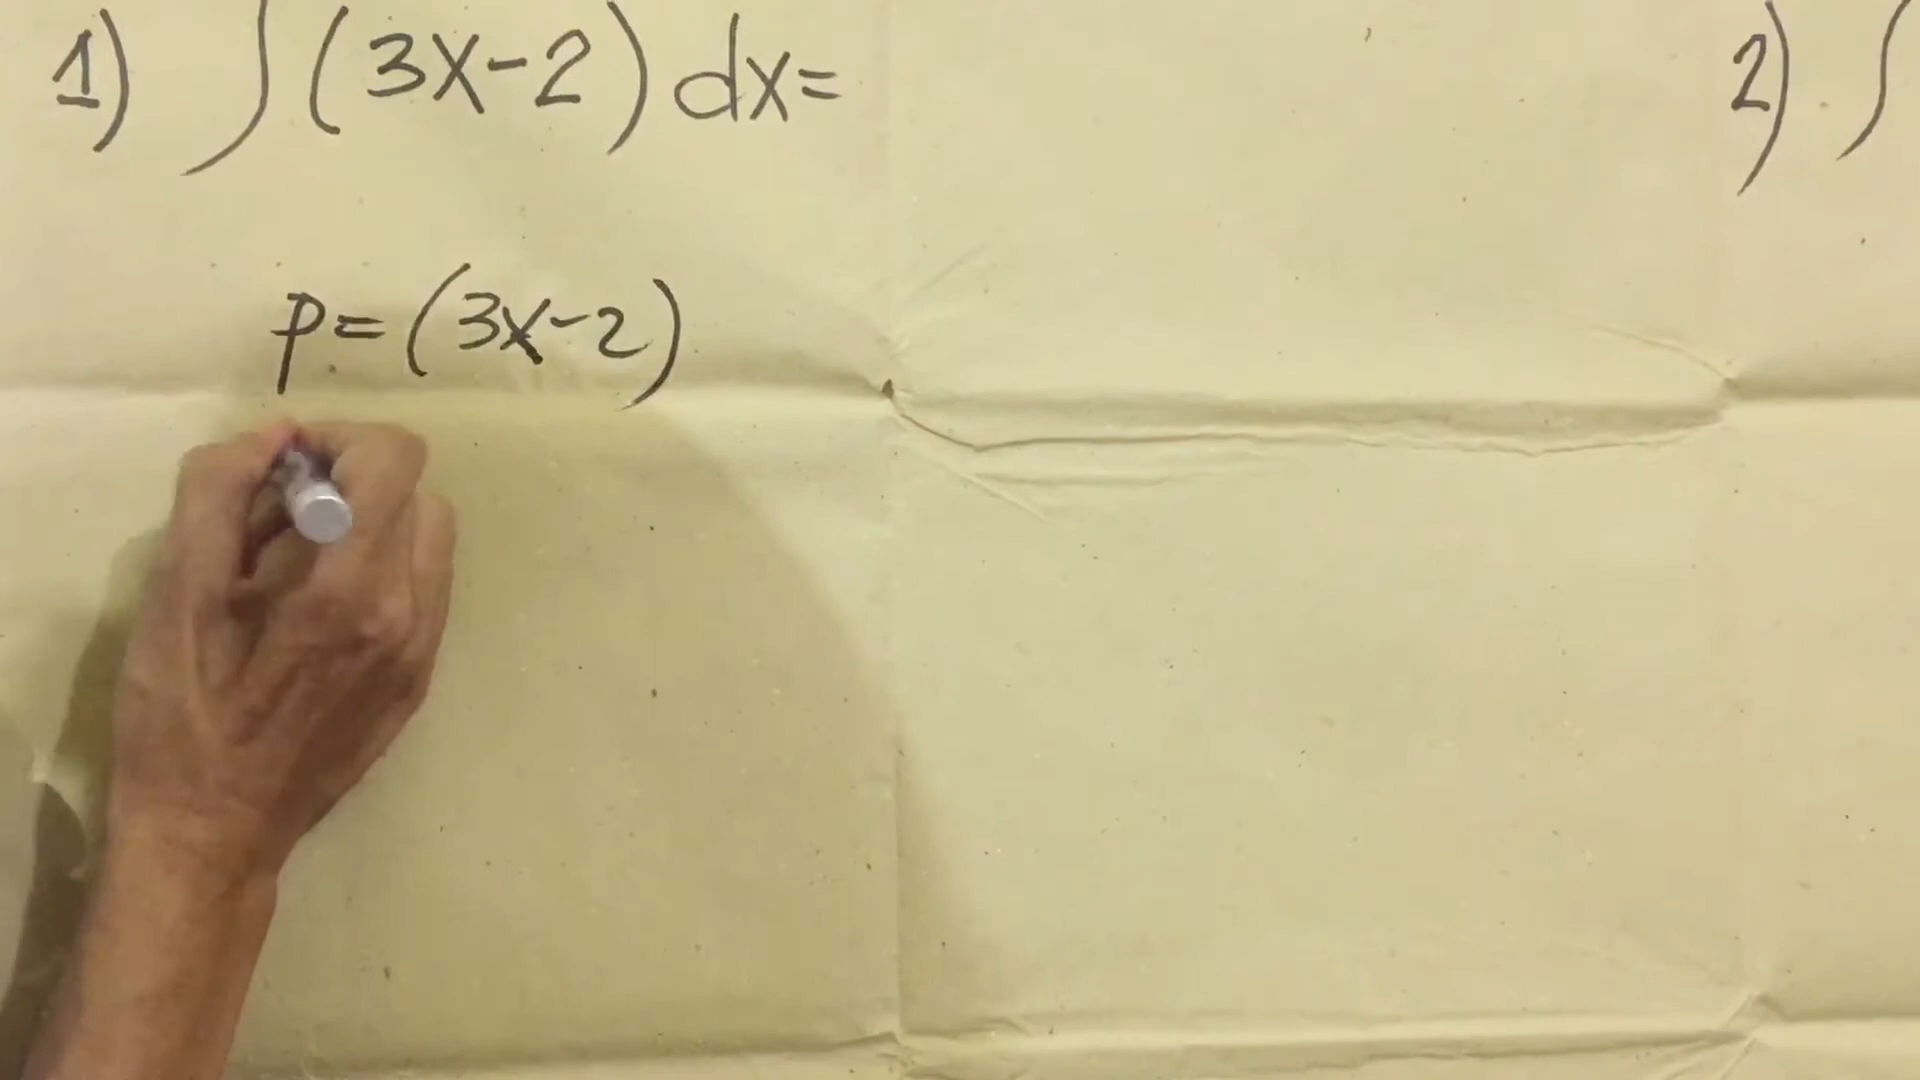 1) ∫(3x-2) dx=
2) ∫
p=(3x-2)